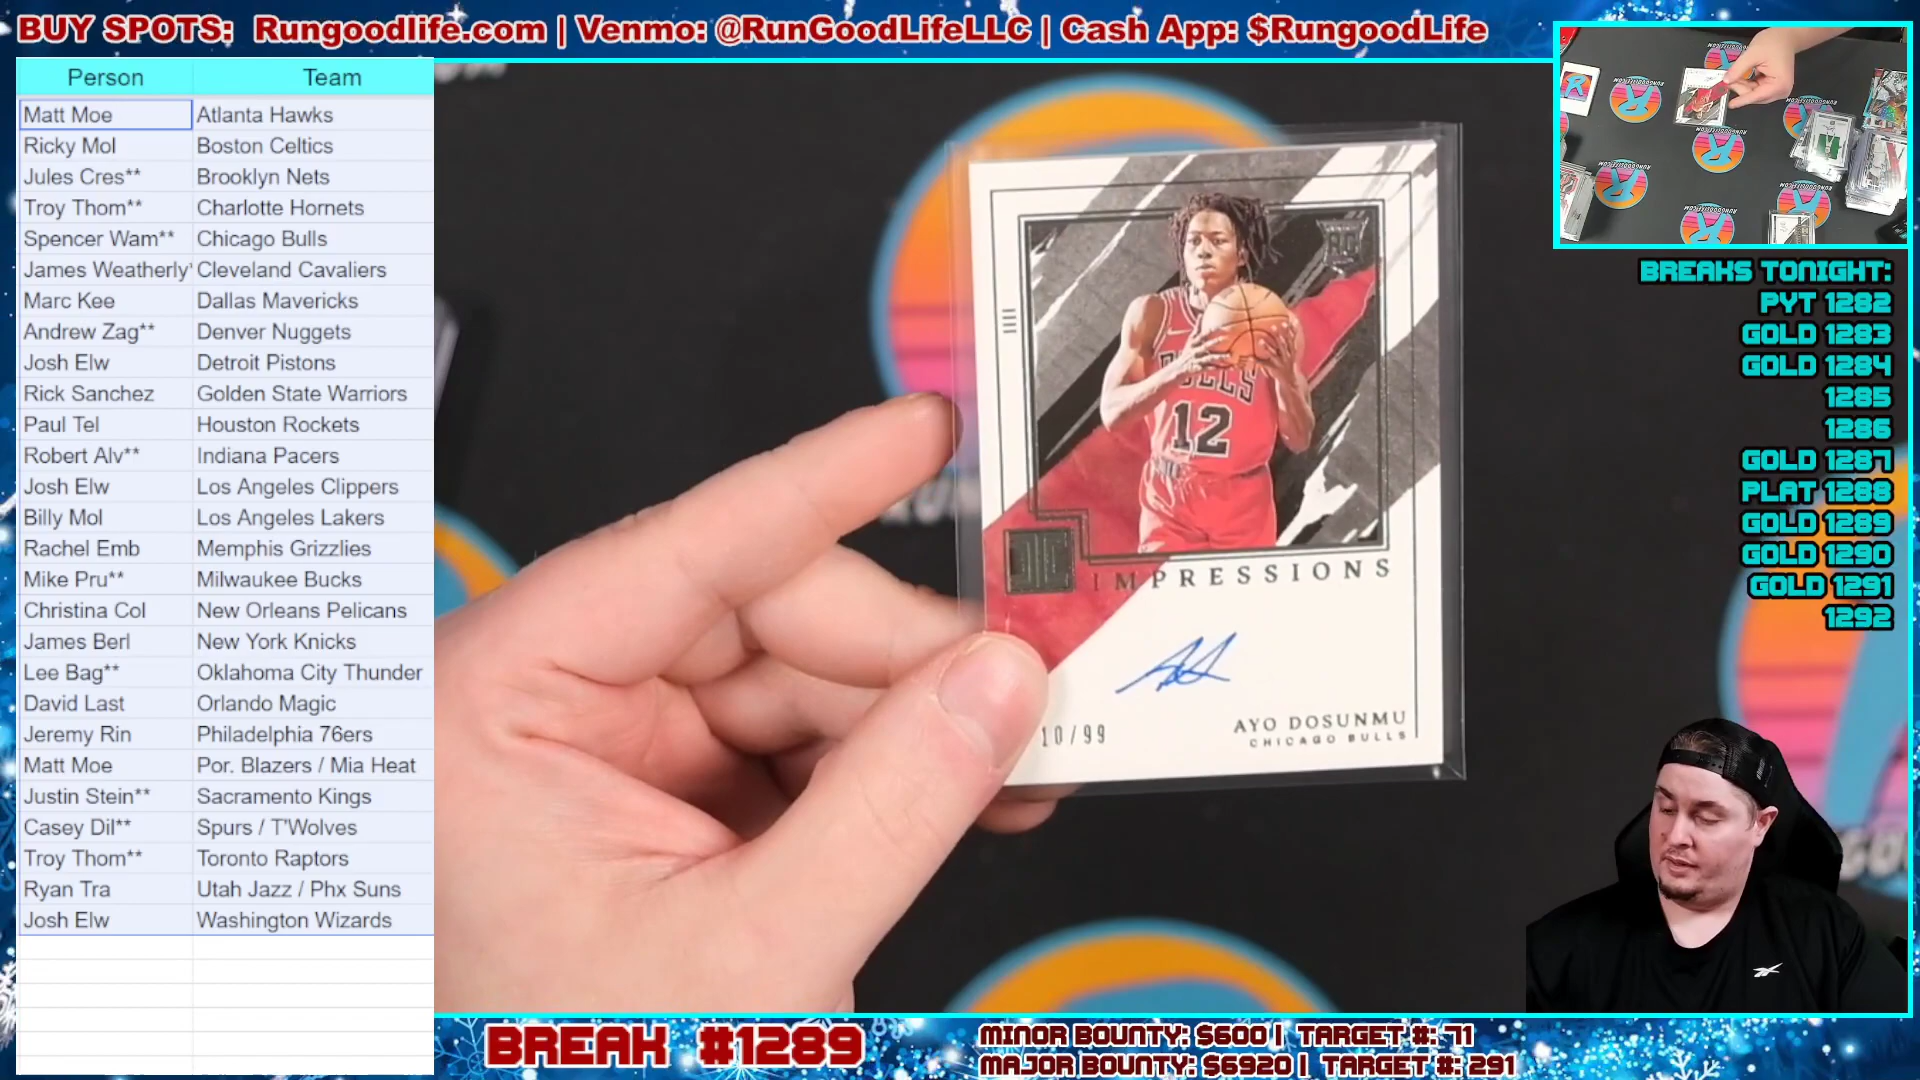 BUY SPOTS: Rungoodlife.com | Venmo: @RunGoodLifeLLC | Cash App: $RungoodLife
Person Team
Matt Moe Atlanta Hawks
Ricky Mol Boston Celtics
Jules Cres** Brooklyn Nets
Troy Thom** Charlotte Hornets
Spencer Wam** Chicago Bulls
James Weatherly* Cleveland Cavaliers
Marc Kee Dallas Mavericks
Andrew Zag** Denver Nuggets
Josh Elw Detroit Pistons
Rick Sanchez Golden State Warriors
Paul Tel Houston Rockets
Robert Alv** Indiana Pacers
Josh Elw Los Angeles Clippers
Billy Mol Los Angeles Lakers
Rachel Emb Memphis Grizzlies
Mike Pru** Milwaukee Bucks
Christina Col New Orleans Pelicans
James Berl New York Knicks
Lee Bag** Oklahoma City Thunder
David Last Orlando Magic
Jeremy Rin Philadelphia 76ers
Matt Moe Por. Blazers / Mia Heat
Justin Stein** Sacramento Kings
Casey Dil** Spurs / T'Wolves
Troy Thom** Toronto Raptors
Ryan Tra Utah Jazz / Phx Suns
Josh Elw Washington Wizards
RC
BULLS
12
IMPRESSIONS
10/99
AYO DOSUNMU
CHICAGO BULLS
BREAKS TONIGHT:
PYT 1282
GOLD 1283
GOLD 1284
1285
1286
GOLD 1287
PLAT 1288
GOLD 1289
GOLD 1290
GOLD 1291
1292
BREAK #1289
MINOR BOUNTY: $600 | TARGET #: 71
MAJOR BOUNTY: $6920 | TARGET #: 291